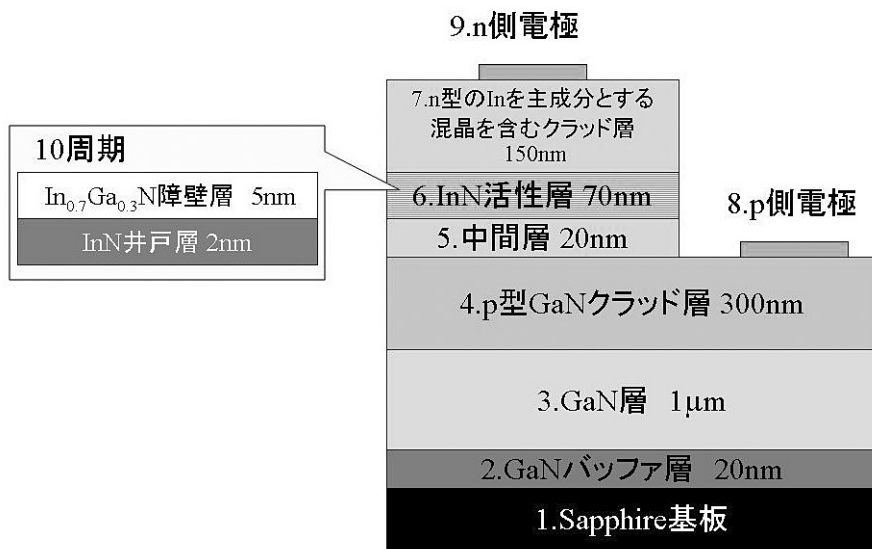 9.n側電極
7.n型のInを主成分とする
混晶を含むクラッド層
150nm
10周期
In0.7Ga0.3N障壁層 5nm
InN井戸層 2nm
6.InN活性層 70nm
8.p側電極
5.中間層 20nm
4.p型GaNクラッド層 300nm
3.GaN層 1μm
2.GaNバッファ層 20nm
1.Sapphire基板